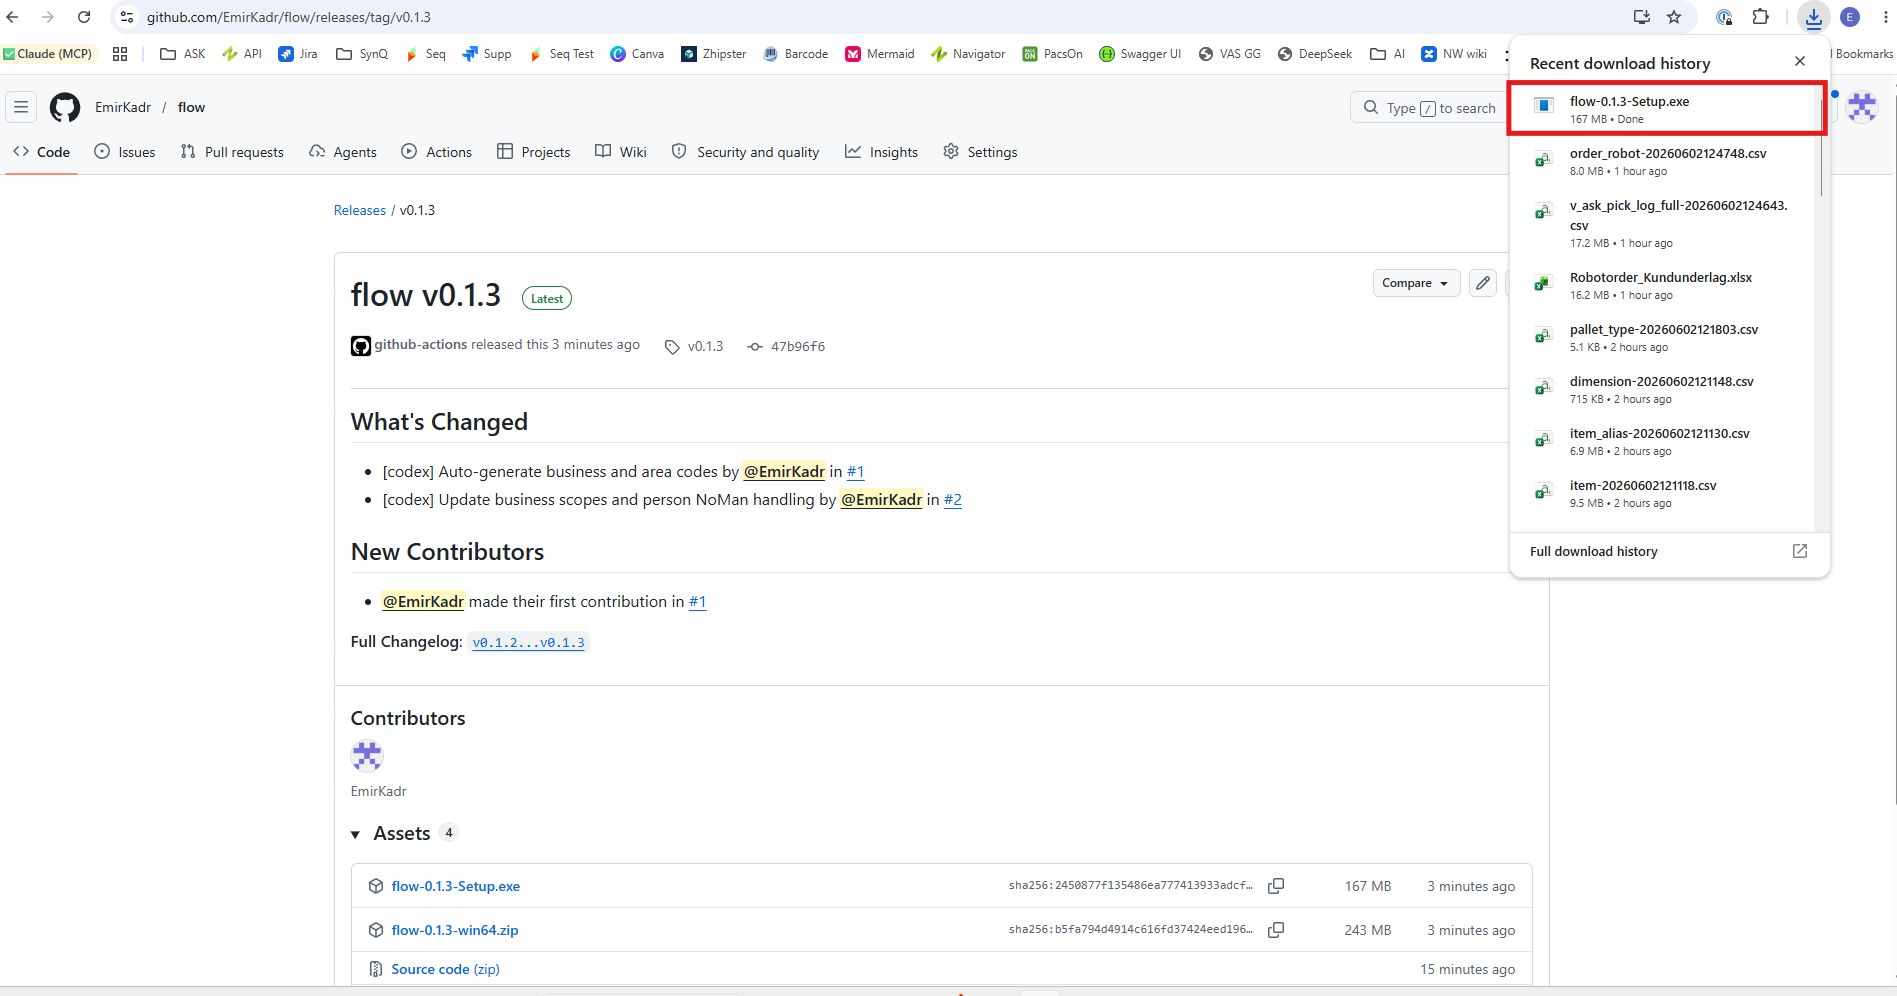 github.com/EmirKadr/flow/releases/tag/v0.1.3
E
Claude (MCP)
ASK
API
Jira
SynQ
Seq
Supp
Seq Test
Canva
Zhipster
Barcode
Mermaid
Navigator
PacsOn
Swagger UI
VAS GG
DeepSeek
AI
NW wiki
Bookmarks
EmirKadr / flow
Type / to search
Code
Issues
Pull requests
Agents
Actions
Projects
Wiki
Security and quality
Insights
Settings
Releases / v0.1.3
flow v0.1.3 Latest
Compare
github-actions released this 3 minutes ago v0.1.3 47b96f6
What's Changed
[codex] Auto-generate business and area codes by @EmirKadr in #1
[codex] Update business scopes and person NoMan handling by @EmirKadr in #2
New Contributors
@EmirKadr made their first contribution in #1
Full Changelog: v0.1.2...v0.1.3
Contributors
EmirKadr
Assets 4
flow-0.1.3-Setup.exe sha256:2450877f135486ea777413933adcf… 167 MB 3 minutes ago
flow-0.1.3-win64.zip sha256:b5fa794d4914c616fd37424eed196… 243 MB 3 minutes ago
Source code (zip) 15 minutes ago
Recent download history
flow-0.1.3-Setup.exe
167 MB • Done
order_robot-20260602124748.csv
8.0 MB • 1 hour ago
v_ask_pick_log_full-20260602124643.
csv
17.2 MB • 1 hour ago
Robotorder_Kundunderlag.xlsx
16.2 MB • 1 hour ago
pallet_type-20260602121803.csv
5.1 KB • 2 hours ago
dimension-20260602121148.csv
715 KB • 2 hours ago
item_alias-20260602121130.csv
6.9 MB • 2 hours ago
item-20260602121118.csv
9.5 MB • 2 hours ago
Full download history